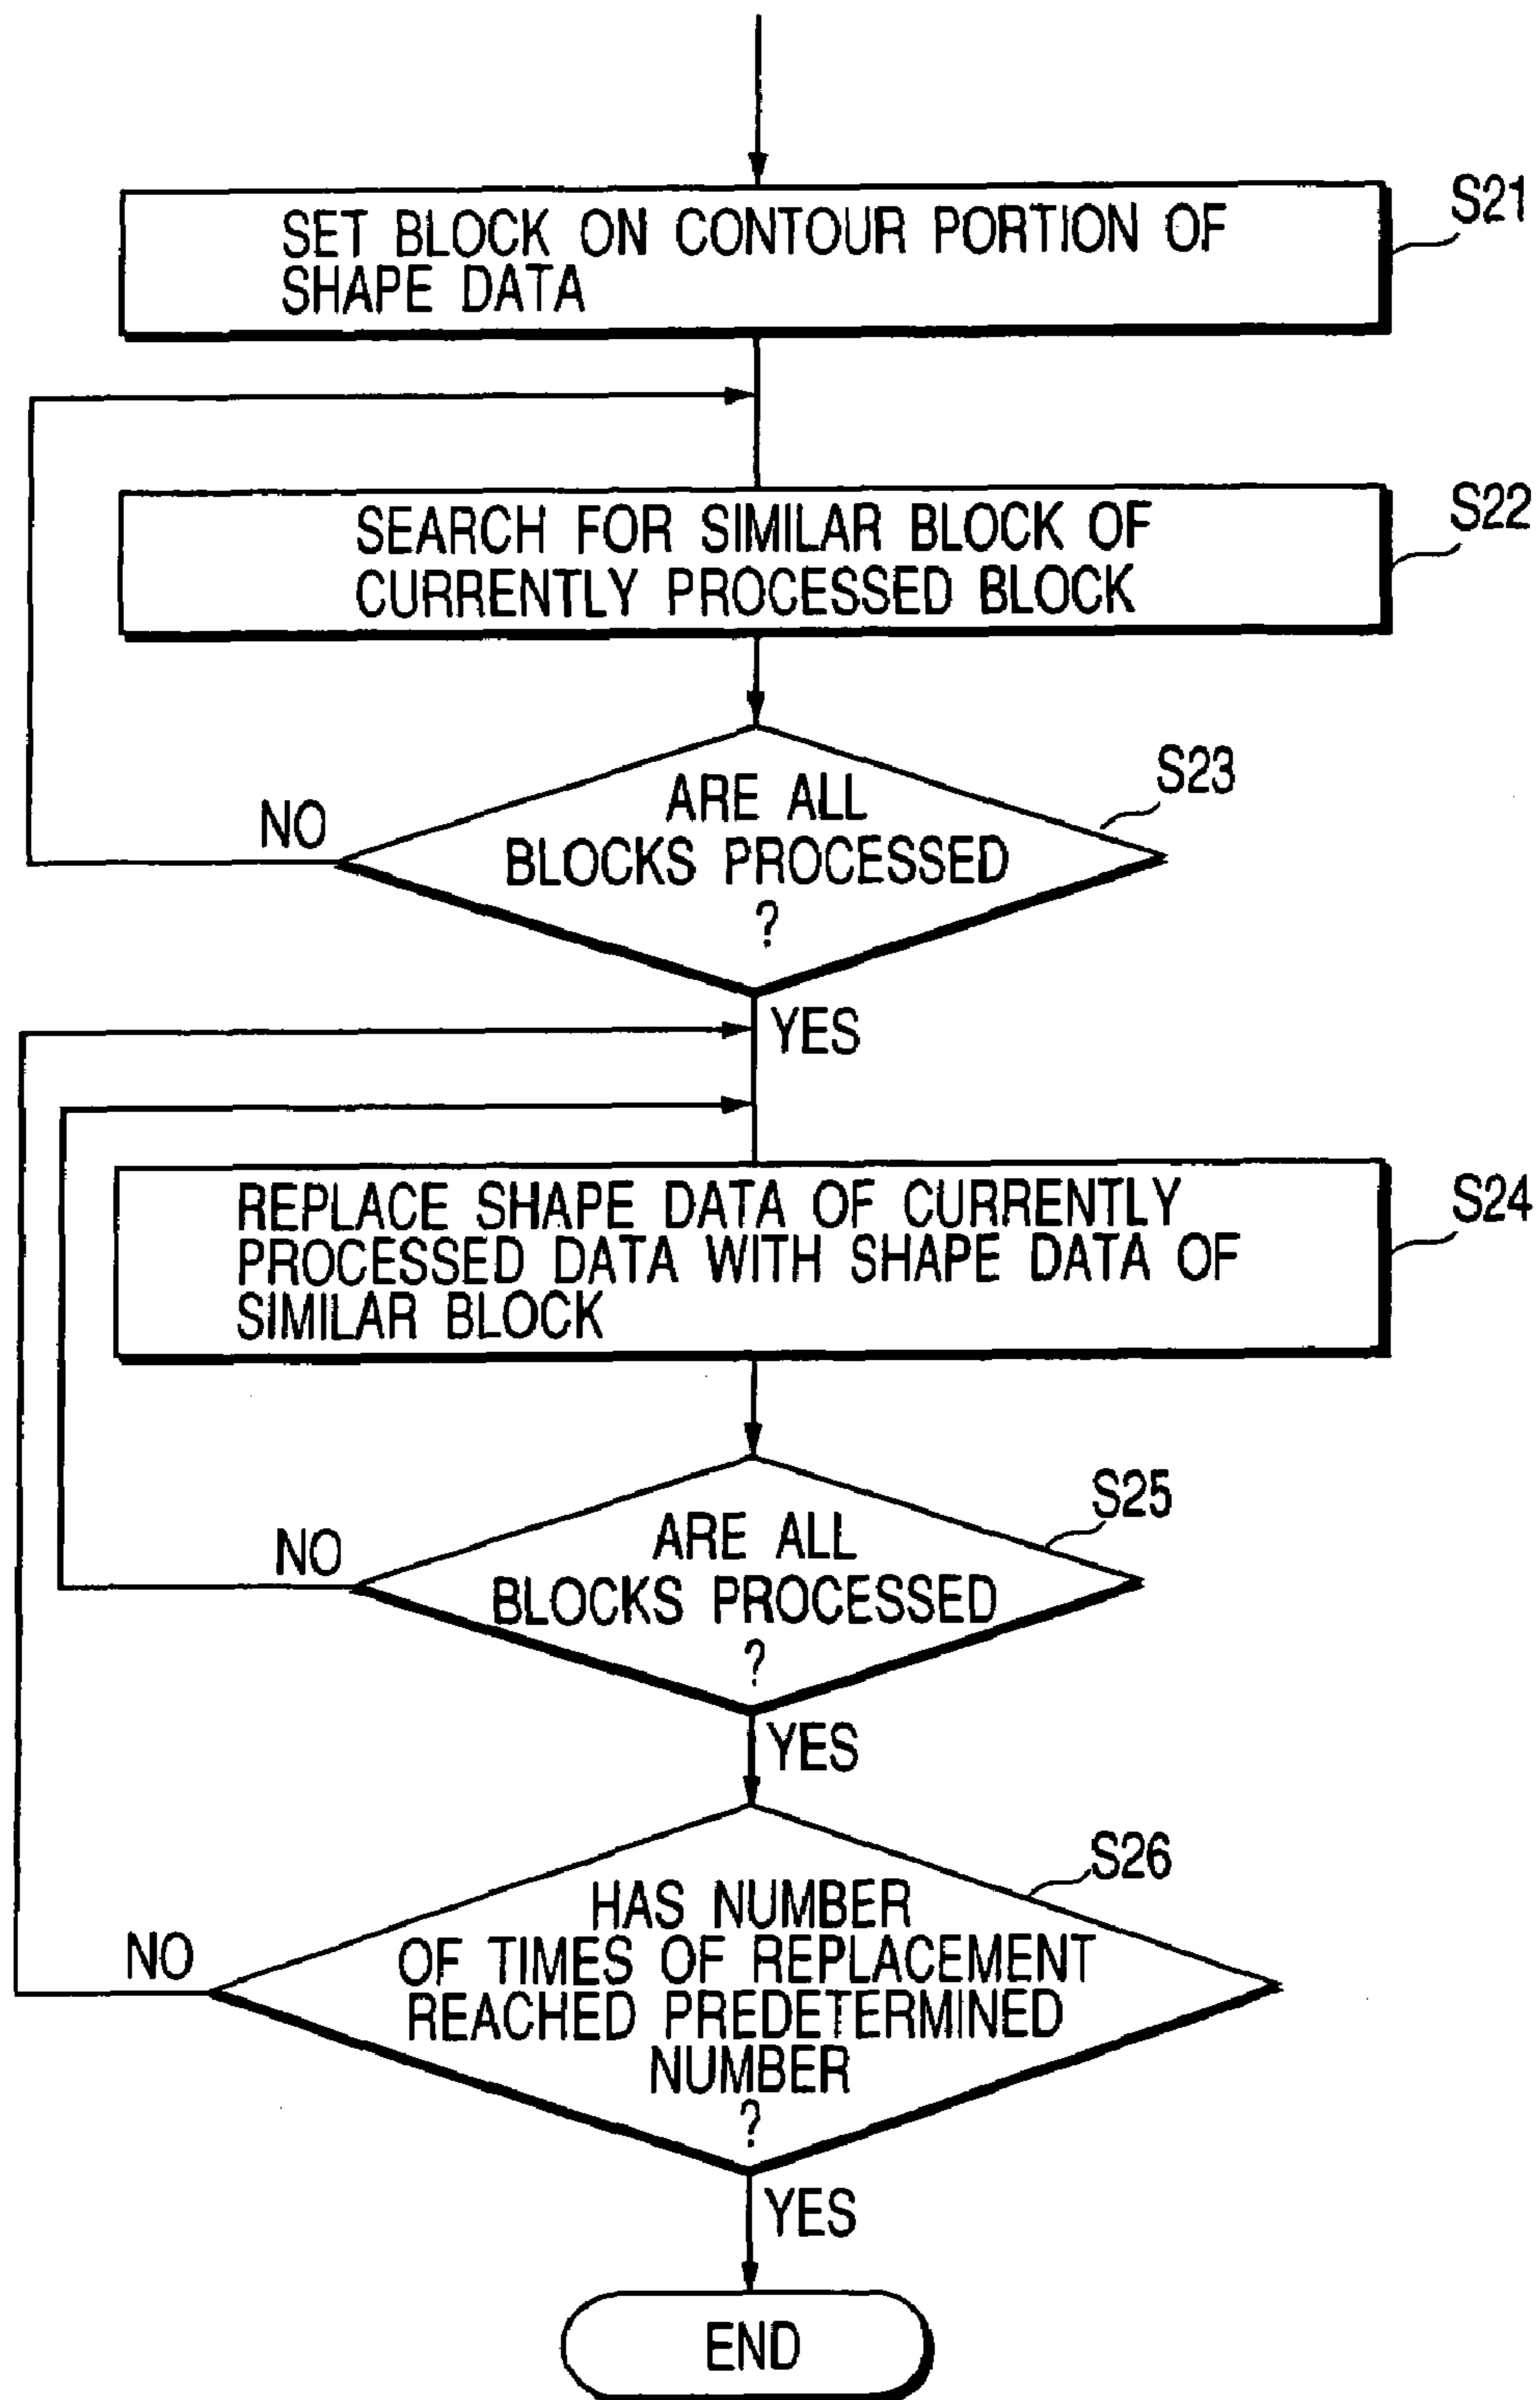 S21
SET BLOCK ON CONTOUR PORTION OF
SHAPE DATA
S22
SEARCH FOR SIMILAR BLOCK OF
CURRENTLY PROCESSED BLOCK
S23
ARE ALL
BLOCKS PROCESSED
?
NO
YES
S24
REPLACE SHAPE DATA OF CURRENTLY
PROCESSED DATA WITH SHAPE DATA OF
SIMILAR BLOCK
S25
ARE ALL
BLOCKS PROCESSED
?
NO
YES
S26
HAS NUMBER
OF TIMES OF REPLACEMENT
REACHED PREDETERMINED
NUMBER
?
NO
YES
END